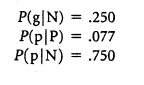 P(g|N) = .250
P(p|P) = .077
P(p|N) = .750